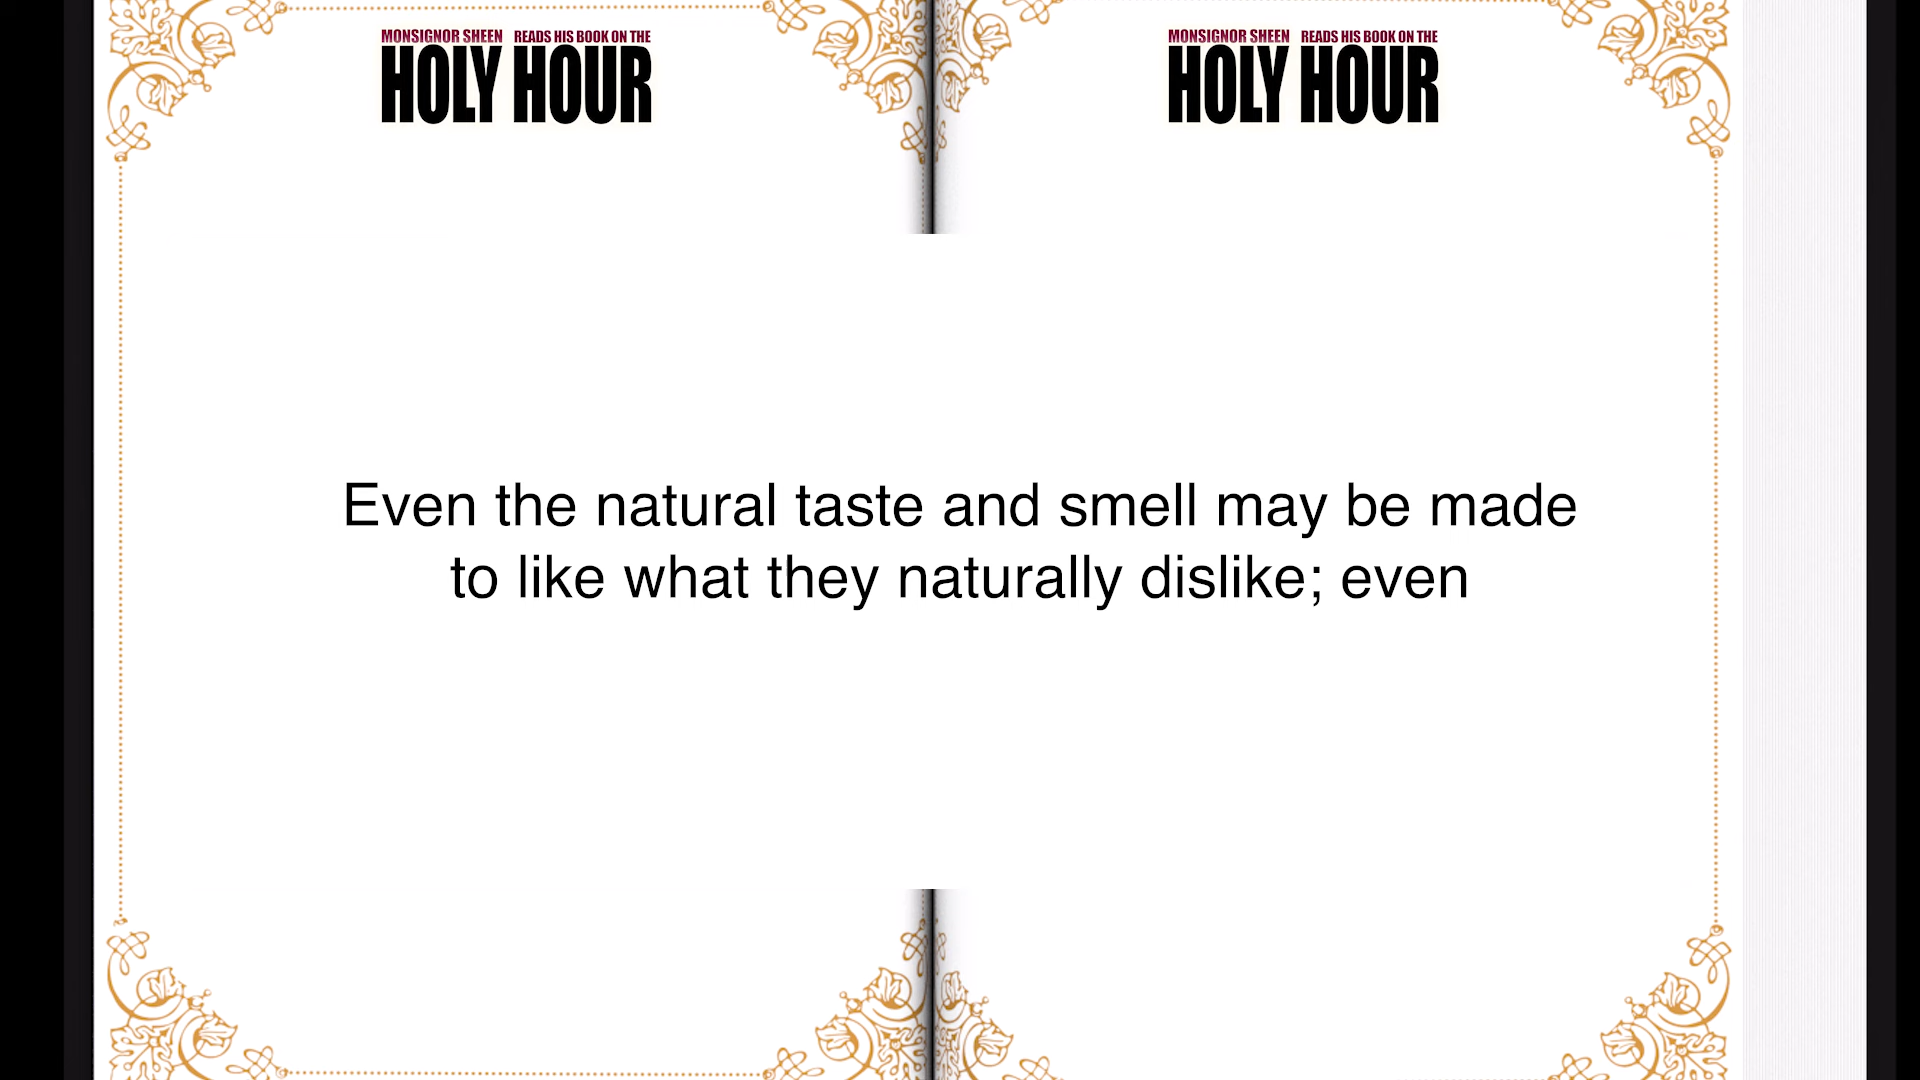 MONSIGNOR SHEEN READS HIS BOOK ON THE
HOLY HOUR
MONSIGNOR SHEEN READS HIS BOOK ON THE
HOLY HOUR
Even the natural taste and smell may be made
to like what they naturally dislike; even